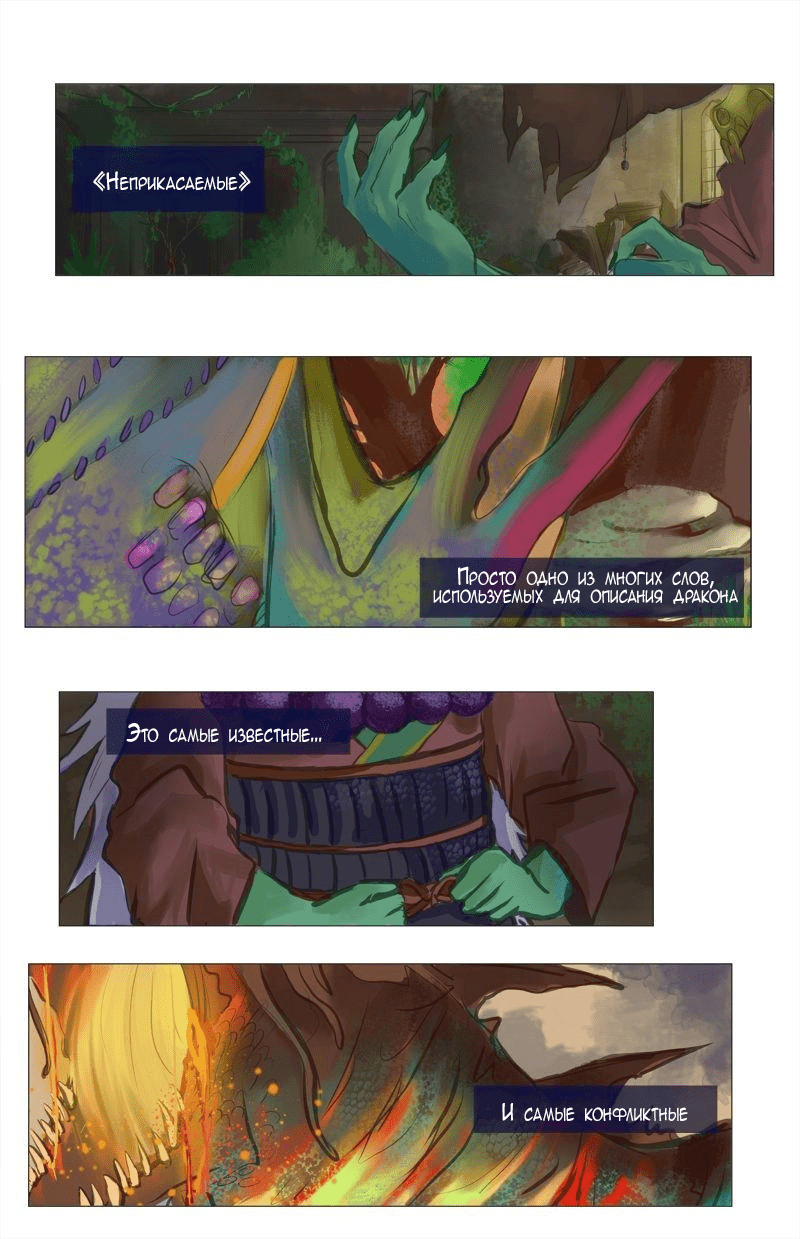 《Неприкасаемые》
Просто одно из многих слов,
используемых для описания дракона
Это самые известные...
И самые конфликтные